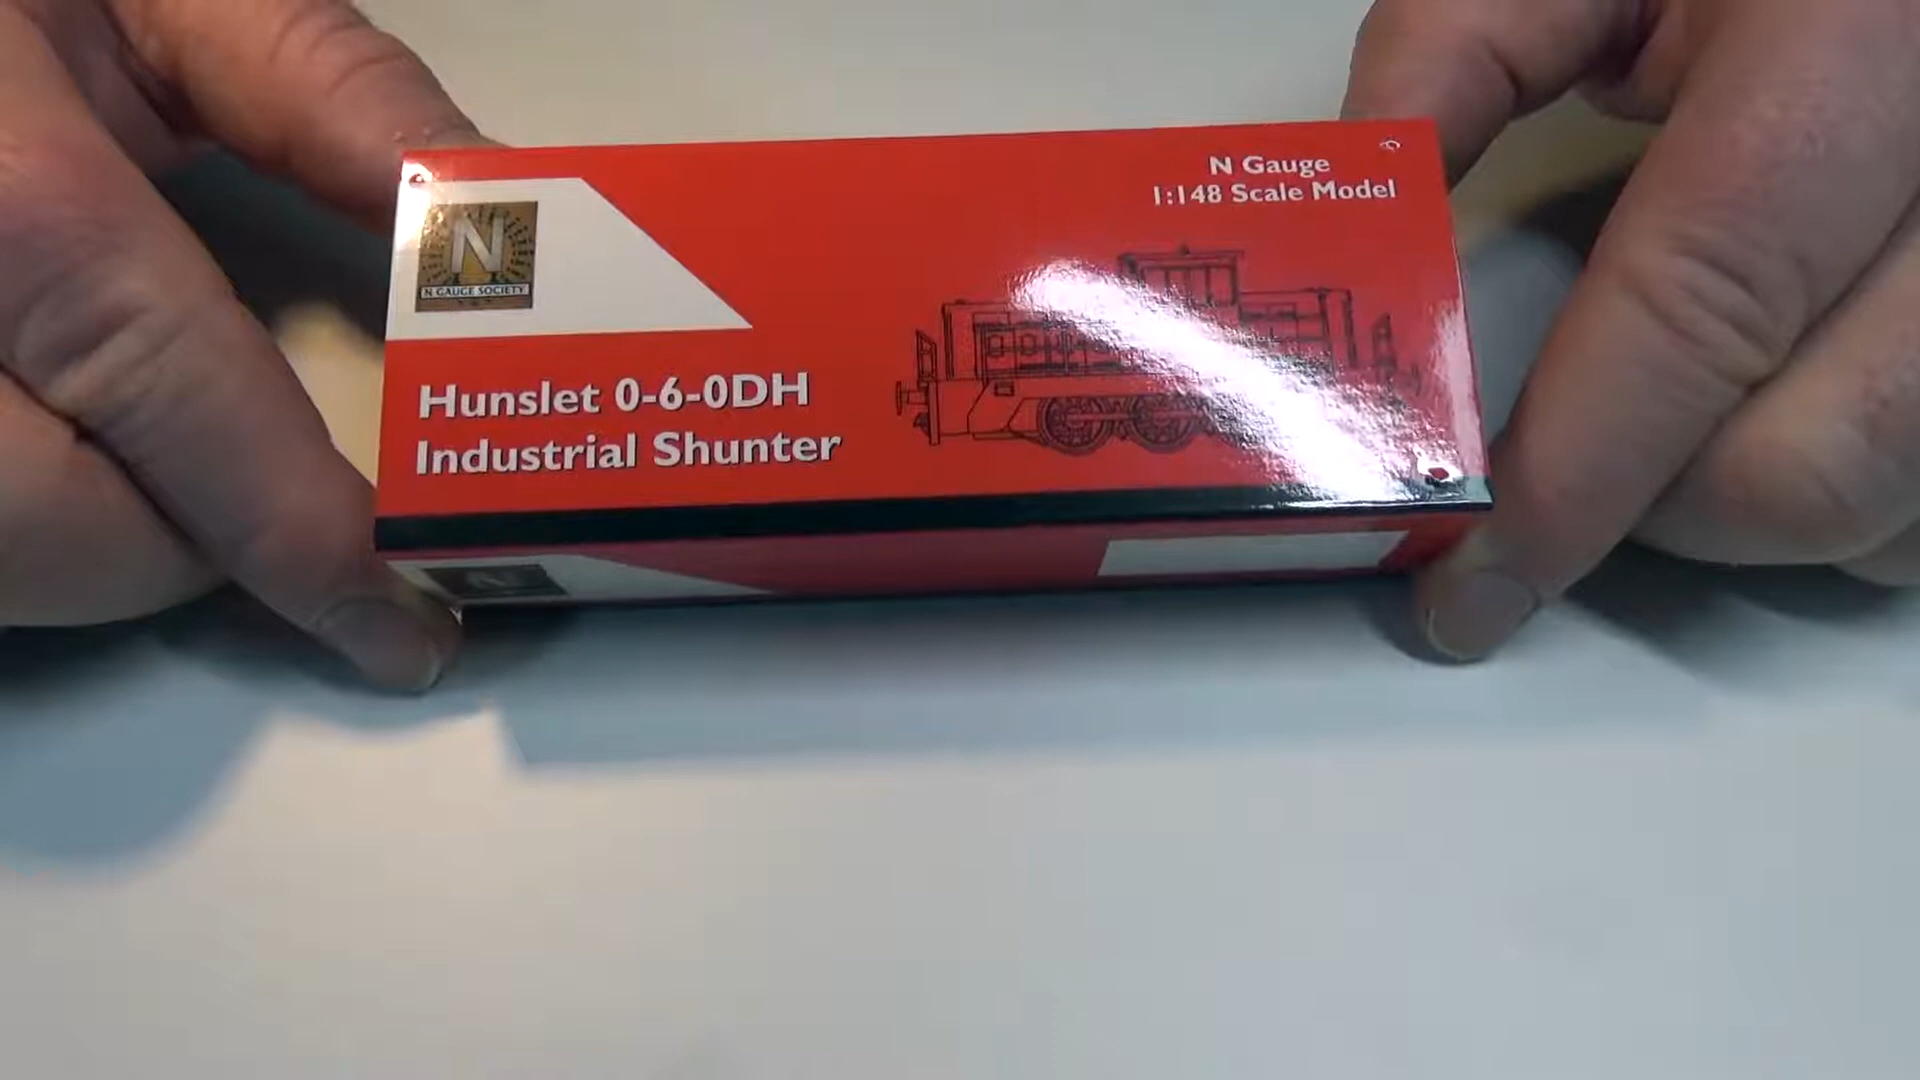 N Gauge
1:148 Scale Model
N
N GAUGE SOCIETY
Hunslet 0-6-0DH
Industrial Shunter
N